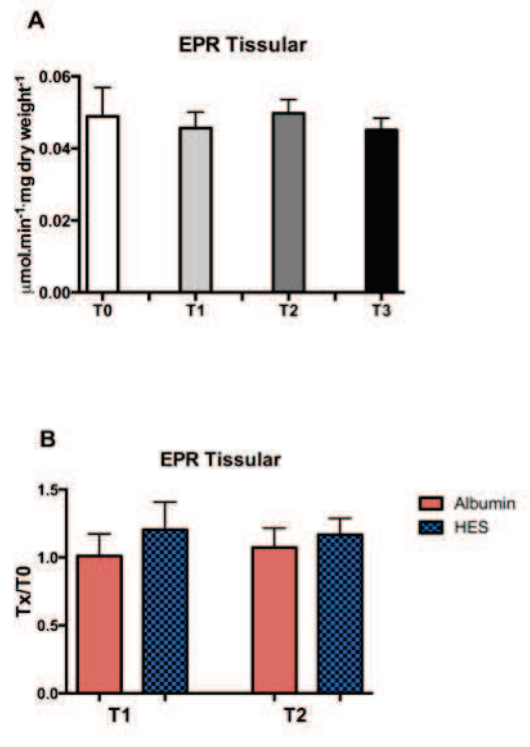 A
EPR Tissular
μmol.min⁻¹·mg dry weight⁻¹
0.06
0.04
0.02
0.00
T0 T1 T2 T3
B
EPR Tissular
Tx/T0
1.5
1.0
0.5
0.0
T1 T2
Albumin
HES